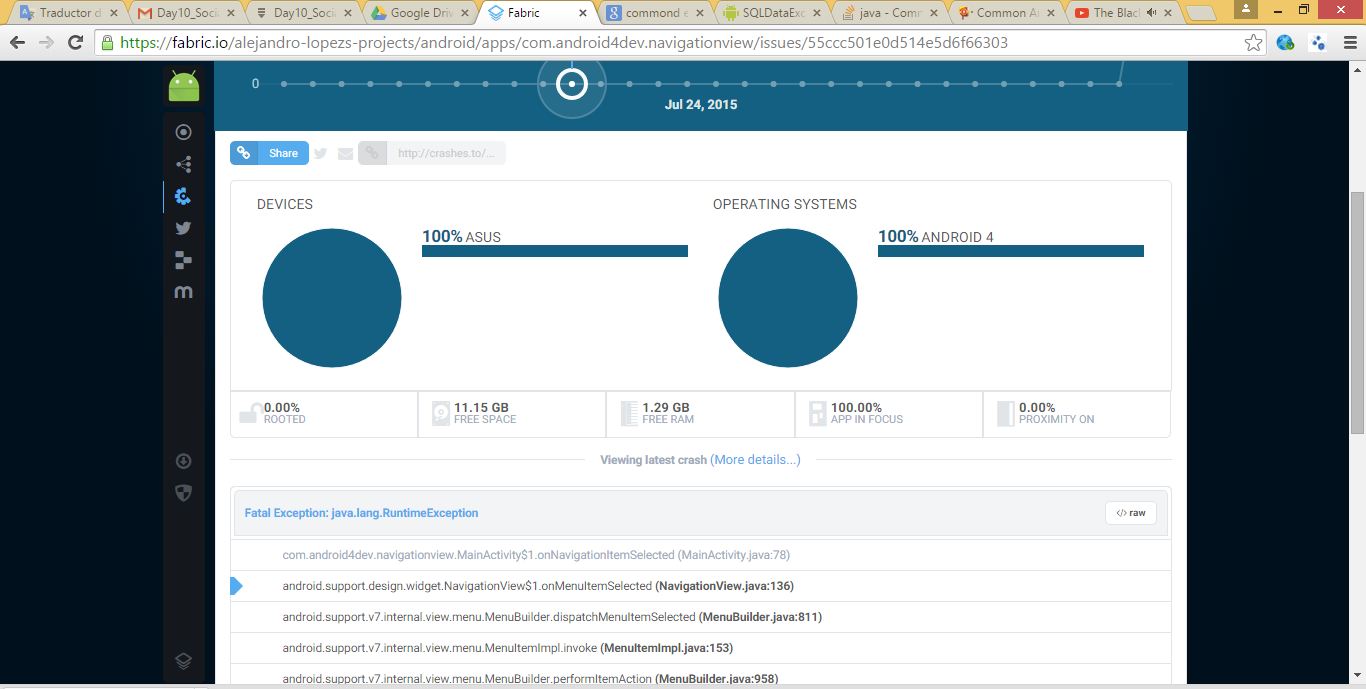 Traductor d
Day10_Soci
Day10_Soci
Google Driv
Fabric
commond e
SQLDataExc
java - Comm
Common A
The Blac
https://fabric.io/alejandro-lopezs-projects/android/apps/com.android4dev.navigationview/issues/55ccc501e0d514e5d6f66303
0
Jul 24, 2015
Share
http://crashes.to/...
DEVICES
100% ASUS
OPERATING SYSTEMS
100% ANDROID 4
0.00%
ROOTED
11.15 GB
FREE SPACE
1.29 GB
FREE RAM
100.00%
APP IN FOCUS
0.00%
PROXIMITY ON
Viewing latest crash (More details...)
Fatal Exception: java.lang.RuntimeException
</> raw
com.android4dev.navigationview.MainActivity$1.onNavigationItemSelected (MainActivity.java:78)
android.support.design.widget.NavigationView$1.onMenuItemSelected (NavigationView.java:136)
android.support.v7.internal.view.menu.MenuBuilder.dispatchMenuItemSelected (MenuBuilder.java:811)
android.support.v7.internal.view.menu.MenuItemImpl.invoke (MenuItemImpl.java:153)
android.support.v7.internal.view.menu.MenuBuilder.performItemAction (MenuBuilder.java:958)